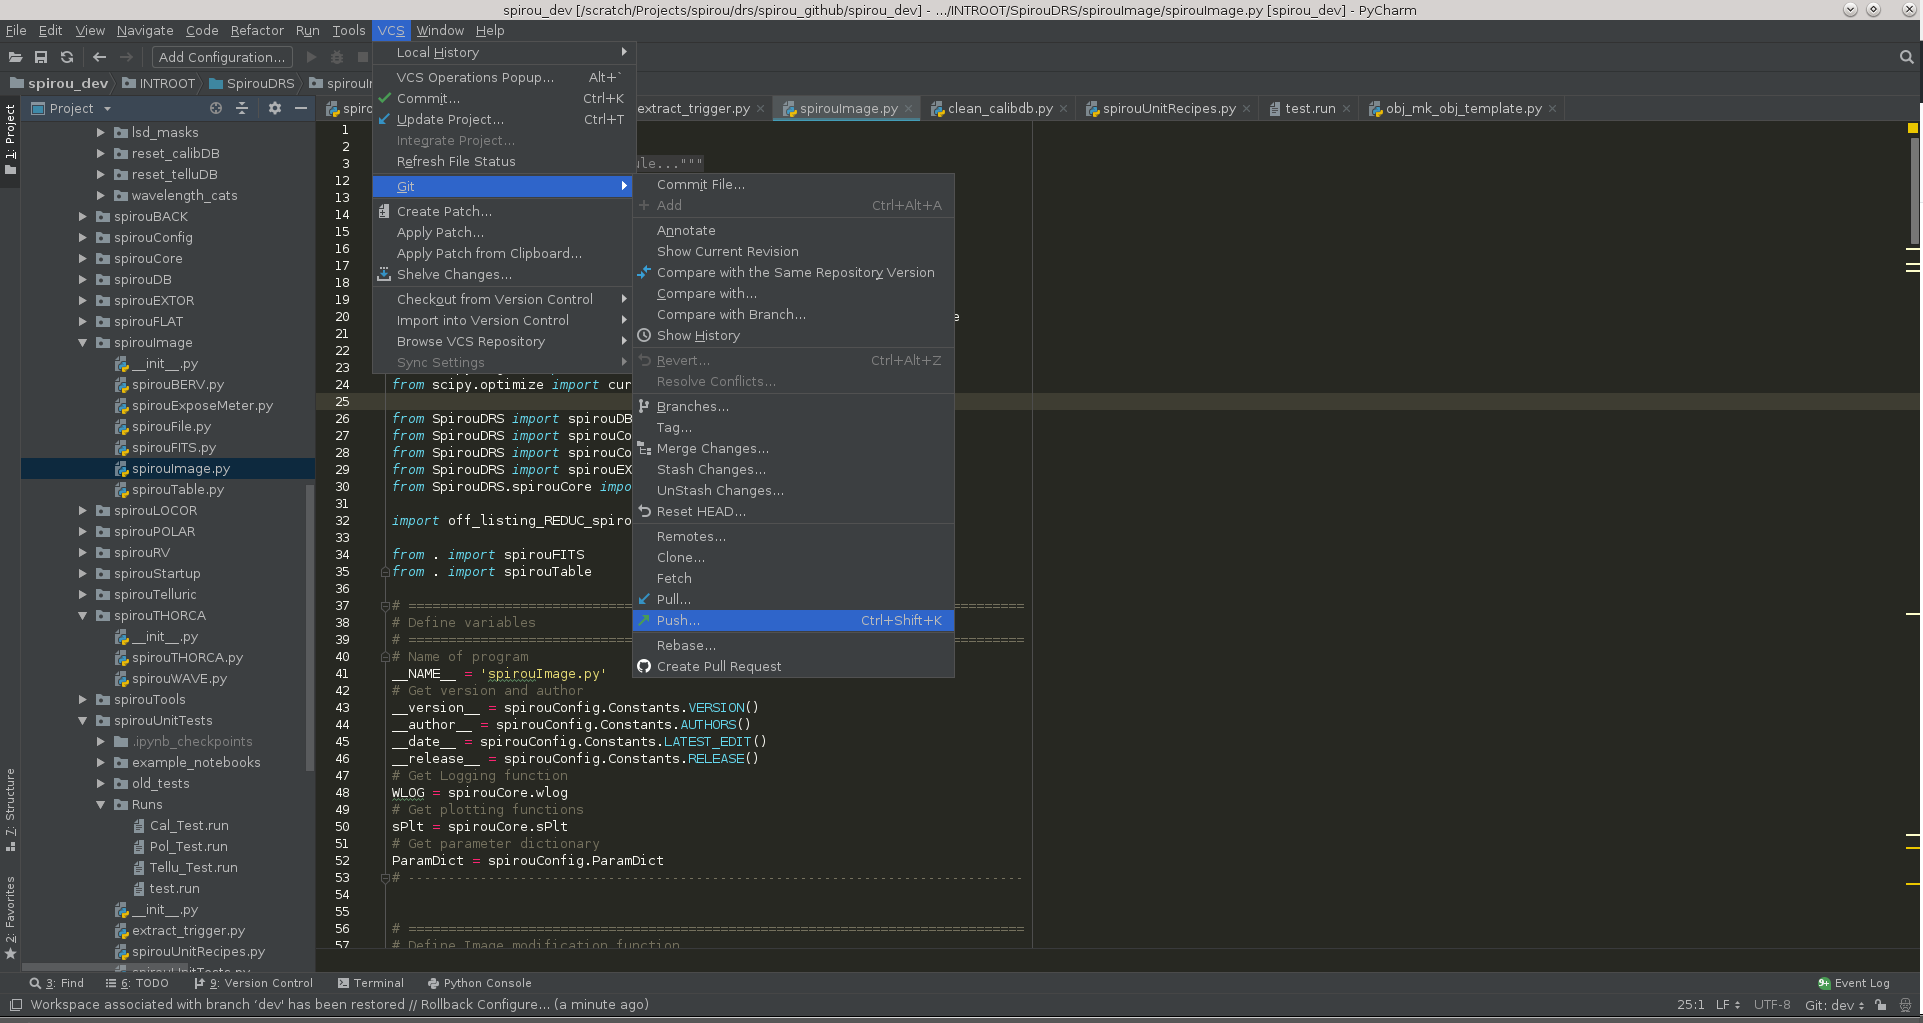 spirou_dev [/scratch/Projects/spirou/drs/spirou_github/spirou_dev] - .../INTROOT/SpirouDRS/spirouImage/spirouImage.py [spirou_dev] - PyCharm
File Edit View Navigate Code Refactor Run Tools VCS Window Help
Add Configuration...
spirou_dev INTROOT SpirouDRS spirouI
Project
spiro
extract_trigger.py
spirouImage.py
clean_calibdb.py
spirouUnitRecipes.py
test.run
obj_mk_obj_template.py
1: Project
7: Structure
2: Favorites
lsd_masks
reset_calibDB
reset_telluDB
wavelength_cats
spirouBACK
spirouConfig
spirouCore
spirouDB
spirouEXTOR
spirouFLAT
spirouImage
__init__.py
spirouBERV.py
spirouExposeMeter.py
spirouFile.py
spirouFITS.py
spirouImage.py
spirouTable.py
spirouLOCOR
spirouPOLAR
spirouRV
spirouStartup
spirouTelluric
spirouTHORCA
__init__.py
spirouTHORCA.py
spirouWAVE.py
spirouTools
spirouUnitTests
.ipynb_checkpoints
example_notebooks
old_tests
Runs
Cal_Test.run
Pol_Test.run
Tellu_Test.run
test.run
__init__.py
extract_trigger.py
spirouUnitRecipes.py
spirouUnitTests.py
Local History
VCS Operations Popup... Alt+`
Commit... Ctrl+K
Update Project... Ctrl+T
Integrate Project...
Refresh File Status
Git
Create Patch...
Apply Patch...
Apply Patch from Clipboard...
Shelve Changes...
Checkout from Version Control
Import into Version Control
Browse VCS Repository
Sync Settings
Commit File...
Add Ctrl+Alt+A
Annotate
Show Current Revision
Compare with the Same Repository Version
Compare with...
Compare with Branch...
Show History
Revert... Ctrl+Alt+Z
Resolve Conflicts...
Branches...
Tag...
Merge Changes...
Stash Changes...
UnStash Changes...
Reset HEAD...
Remotes...
Clone...
Fetch
Pull...
Push... Ctrl+Shift+K
Rebase...
Create Pull Request
1
2
3 ule..."""
12
13
14
15
16
17
18
19
20 e
21
22
23
24 from scipy.optimize import cur
25
26 from SpirouDRS import spirouDB
27 from SpirouDRS import spirouCo
28 from SpirouDRS import spirouCo
29 from SpirouDRS import spirouEX
30 from SpirouDRS.spirouCore impo
31
32 import off_listing_REDUC_spiro
33
34 from . import spirouFITS
35 from . import spirouTable
36
37 # =============================================================================
38 # Define variables
39 # =============================================================================
40 # Name of program
41 __NAME__ = 'spirouImage.py'
42 # Get version and author
43 __version__ = spirouConfig.Constants.VERSION()
44 __author__ = spirouConfig.Constants.AUTHORS()
45 __date__ = spirouConfig.Constants.LATEST_EDIT()
46 __release__ = spirouConfig.Constants.RELEASE()
47 # Get Logging function
48 WLOG = spirouCore.wlog
49 # Get plotting functions
50 sPlt = spirouCore.sPlt
51 # Get parameter dictionary
52 ParamDict = spirouConfig.ParamDict
53 # -----------------------------------------------------------------------------
54
55
56 # =============================================================================
57 # Define Image modification function
3: Find 6: TODO 9: Version Control Terminal Python Console Event Log
Workspace associated with branch 'dev' has been restored // Rollback Configure... (a minute ago)
25:1 LF UTF-8 Git: dev